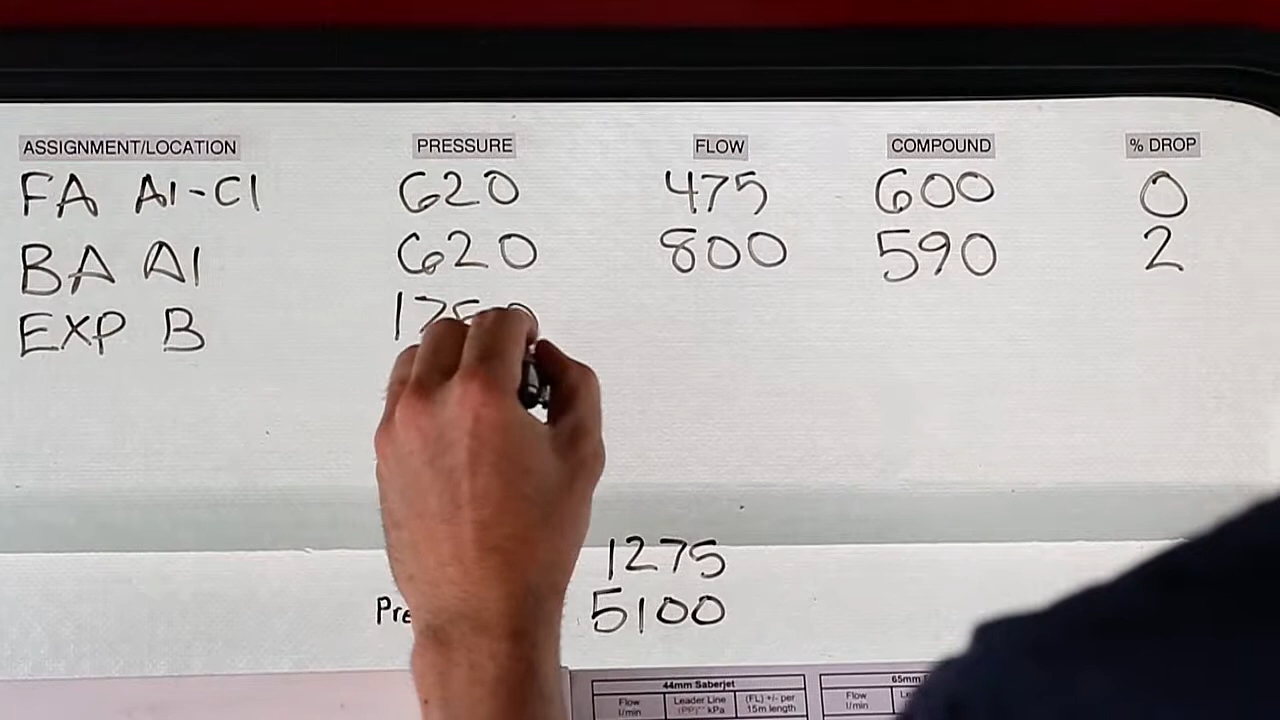 ASSIGNMENT/LOCATION PRESSURE FLOW COMPOUND % DROP
FA A1-C1 620 475 600 0
BA A1 620 800 590 2
EXP B
1275
5100
44mm Saberjet 65mm
Flow l/min Leader Line (PP) kPa (FL) +/- per 15m length Flow l/min